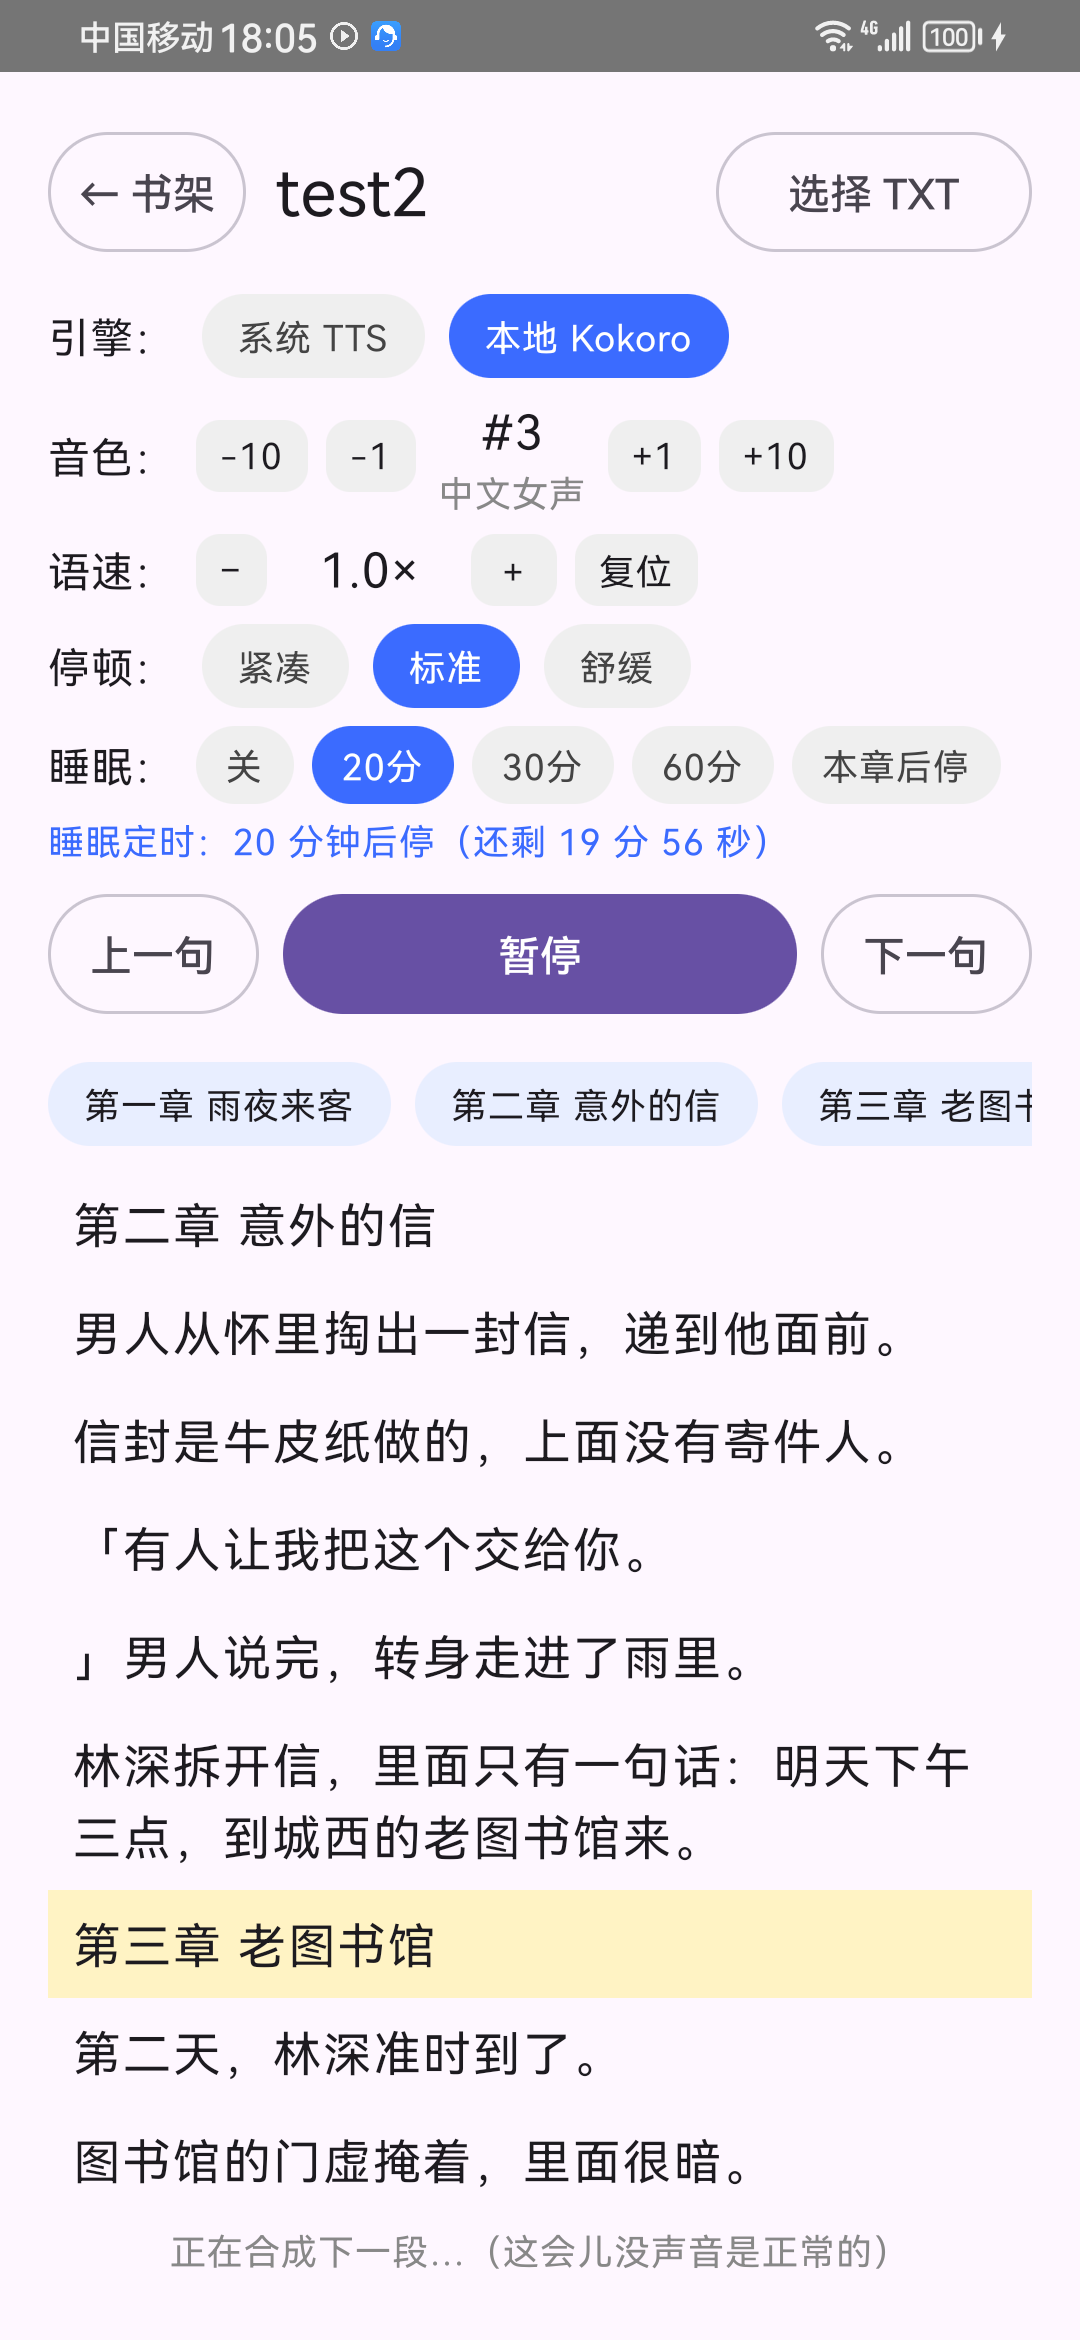 中国移动 18:05 4G 100
← 书架 test2 选择 TXT
引擎： 系统 TTS 本地 Kokoro
音色： -10 -1 #3 +1 +10
中文女声
语速： − 1.0× + 复位
停顿： 紧凑 标准 舒缓
睡眠： 关 20分 30分 60分 本章后停
睡眠定时：20 分钟后停（还剩 19 分 56 秒）
上一句 暂停 下一句
第一章 雨夜来客 第二章 意外的信 第三章 老图
第二章 意外的信
男人从怀里掏出一封信，递到他面前。
信封是牛皮纸做的，上面没有寄件人。
「有人让我把这个交给你。
」男人说完，转身走进了雨里。
林深拆开信，里面只有一句话：明天下午
三点，到城西的老图书馆来。
第三章 老图书馆
第二天，林深准时到了。
图书馆的门虚掩着，里面很暗。
正在合成下一段...（这会儿没声音是正常的）